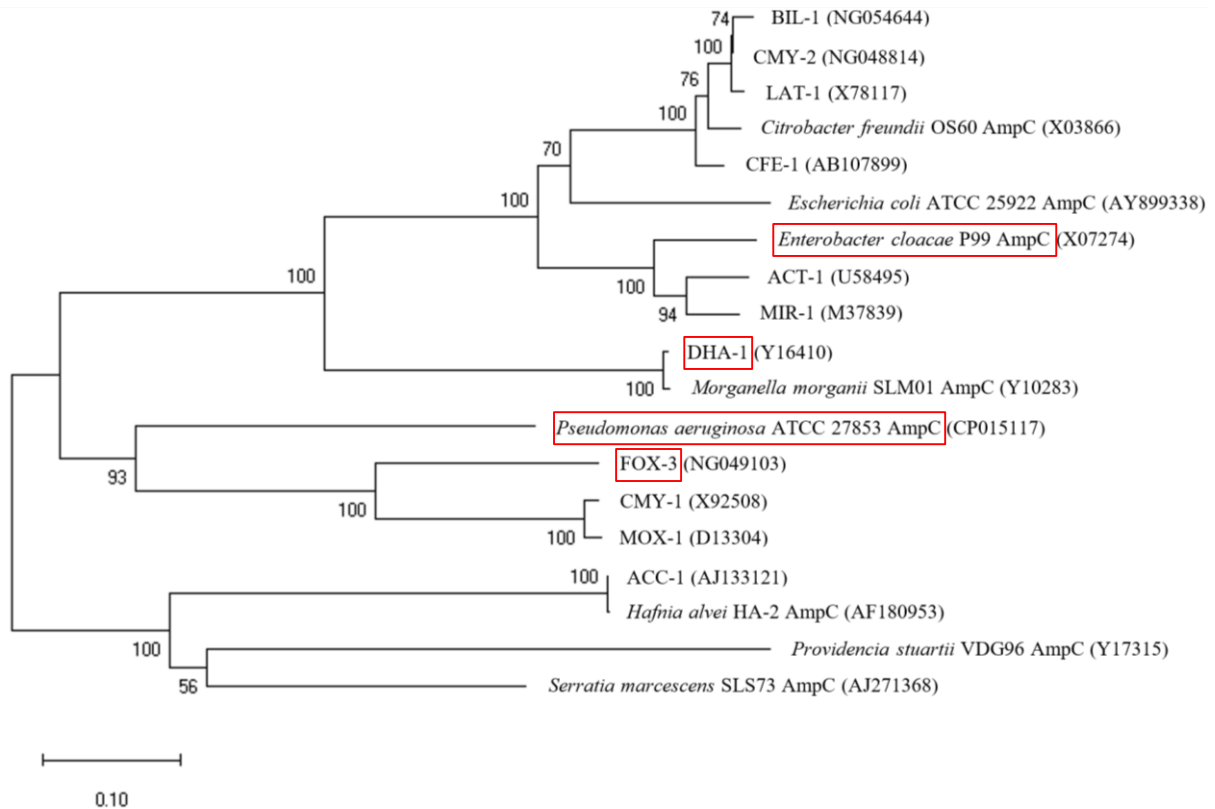 74
BIL-1 (NG054644)
100
CMY-2 (NG048814)
76
LAT-1 (X78117)
100
Citrobacter freundii OS60 AmpC (X03866)
70
CFE-1 (AB107899)
100
Escherichia coli ATCC 25922 AmpC (AY899338)
Enterobacter cloacae P99 AmpC (X07274)
100
ACT-1 (U58495)
100
94
MIR-1 (M37839)
DHA-1 (Y16410)
100
Morganella morganii SLM01 AmpC (Y10283)
Pseudomonas aeruginosa ATCC 27853 AmpC (CP015117)
93
FOX-3 (NG049103)
100
CMY-1 (X92508)
100
MOX-1 (D13304)
100
ACC-1 (AJ133121)
Hafnia alvei HA-2 AmpC (AF180953)
100
Providencia stuartii VDG96 AmpC (Y17315)
56
Serratia marcescens SLS73 AmpC (AJ271368)
0.10